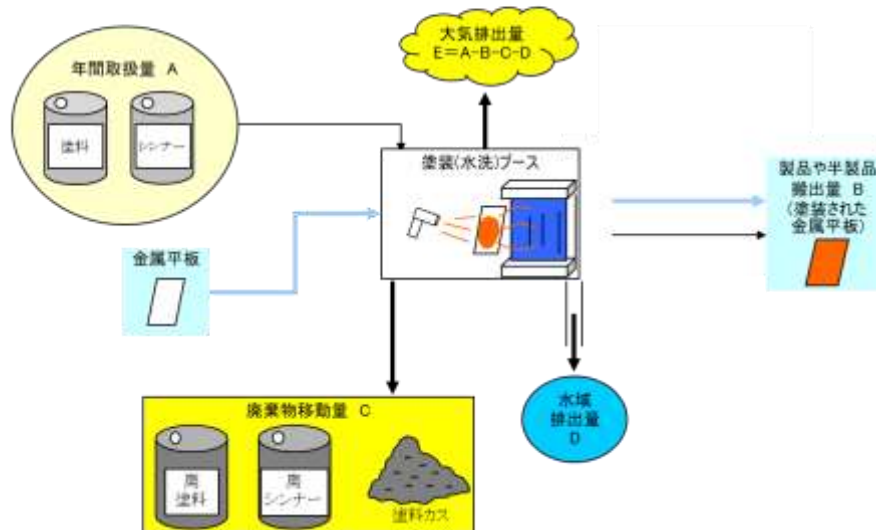 大気排出量
E=A-B-C-D
年間取扱量 A
塗料
シンナー
塗装(水洗)ブース
製品や半製品
搬出量 B
(塗装された
金属平板)
金属平板
廃棄物移動量 C
廃
塗料
廃
シンナー
塗料カス
水域
排出量
D